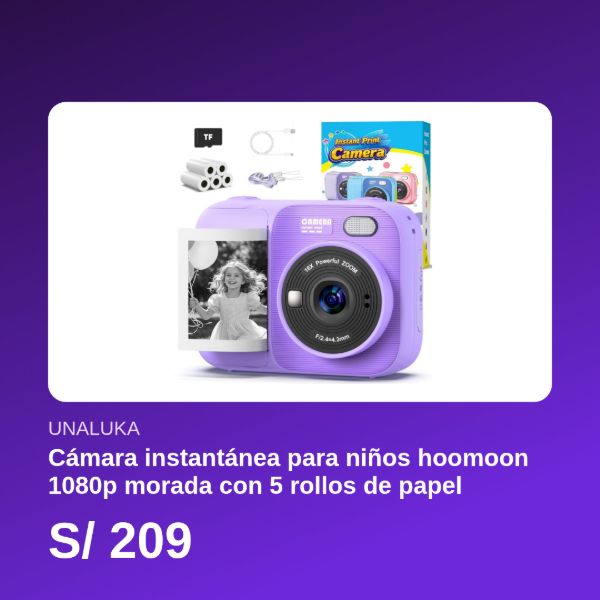 TF
Instant Print
Camera
CAMERA
16X Powerful ZOOM
F/2.4=4.3mm
UNALUKA
Cámara instantánea para niños hoomoon
1080p morada con 5 rollos de papel
S/ 209